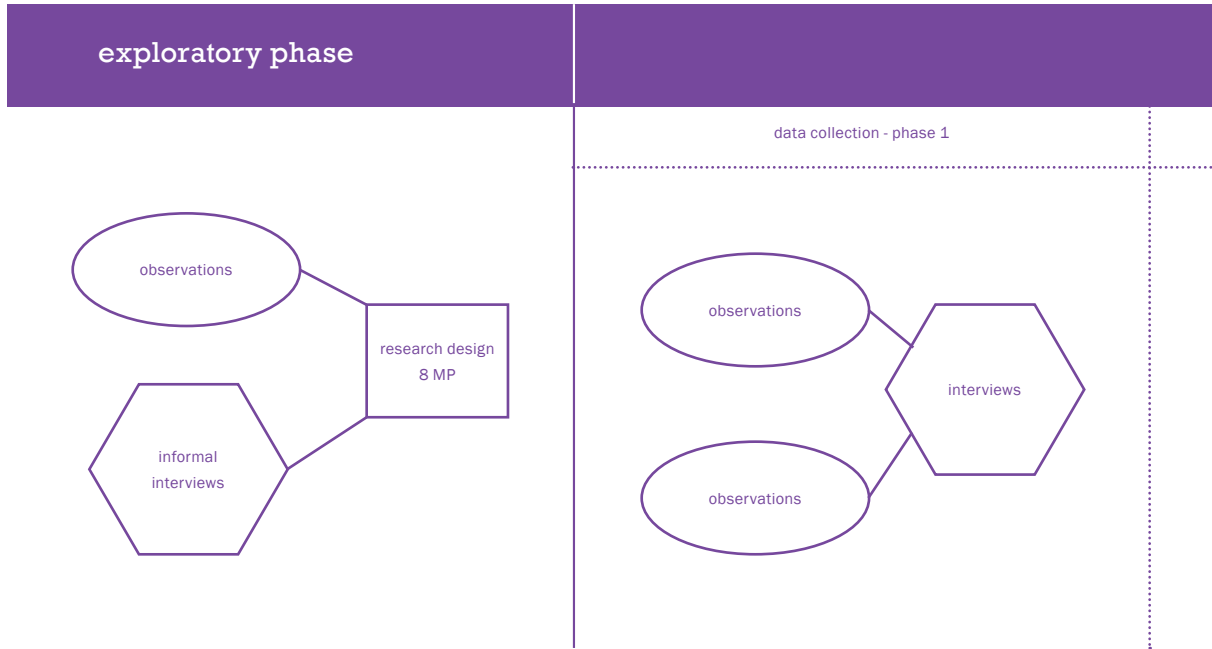 exploratory phase
data collection - phase 1
observations
research design
8 MP
informal
interviews
observations
interviews
observations